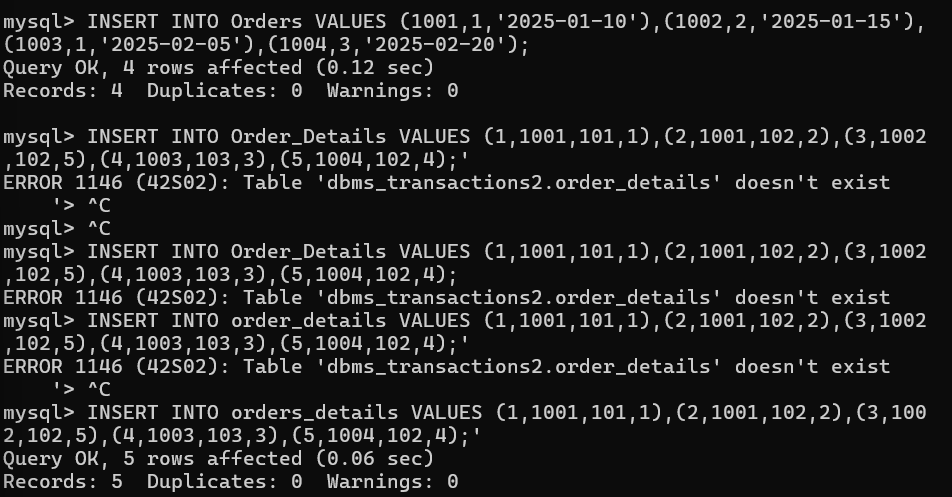 mysql> INSERT INTO Orders VALUES (1001,1,'2025-01-10'),(1002,2,'2025-01-15'),
(1003,1,'2025-02-05'),(1004,3,'2025-02-20');
Query OK, 4 rows affected (0.12 sec)
Records: 4  Duplicates: 0  Warnings: 0

mysql> INSERT INTO Order_Details VALUES (1,1001,101,1),(2,1001,102,2),(3,1002
,102,5),(4,1003,103,3),(5,1004,102,4);'
ERROR 1146 (42S02): Table 'dbms_transactions2.order_details' doesn't exist
    '> ^C
mysql> ^C
mysql> INSERT INTO Order_Details VALUES (1,1001,101,1),(2,1001,102,2),(3,1002
,102,5),(4,1003,103,3),(5,1004,102,4);
ERROR 1146 (42S02): Table 'dbms_transactions2.order_details' doesn't exist
mysql> INSERT INTO order_details VALUES (1,1001,101,1),(2,1001,102,2),(3,1002
,102,5),(4,1003,103,3),(5,1004,102,4);'
ERROR 1146 (42S02): Table 'dbms_transactions2.order_details' doesn't exist
    '> ^C
mysql> INSERT INTO orders_details VALUES (1,1001,101,1),(2,1001,102,2),(3,100
2,102,5),(4,1003,103,3),(5,1004,102,4);'
Query OK, 5 rows affected (0.06 sec)
Records: 5  Duplicates: 0  Warnings: 0